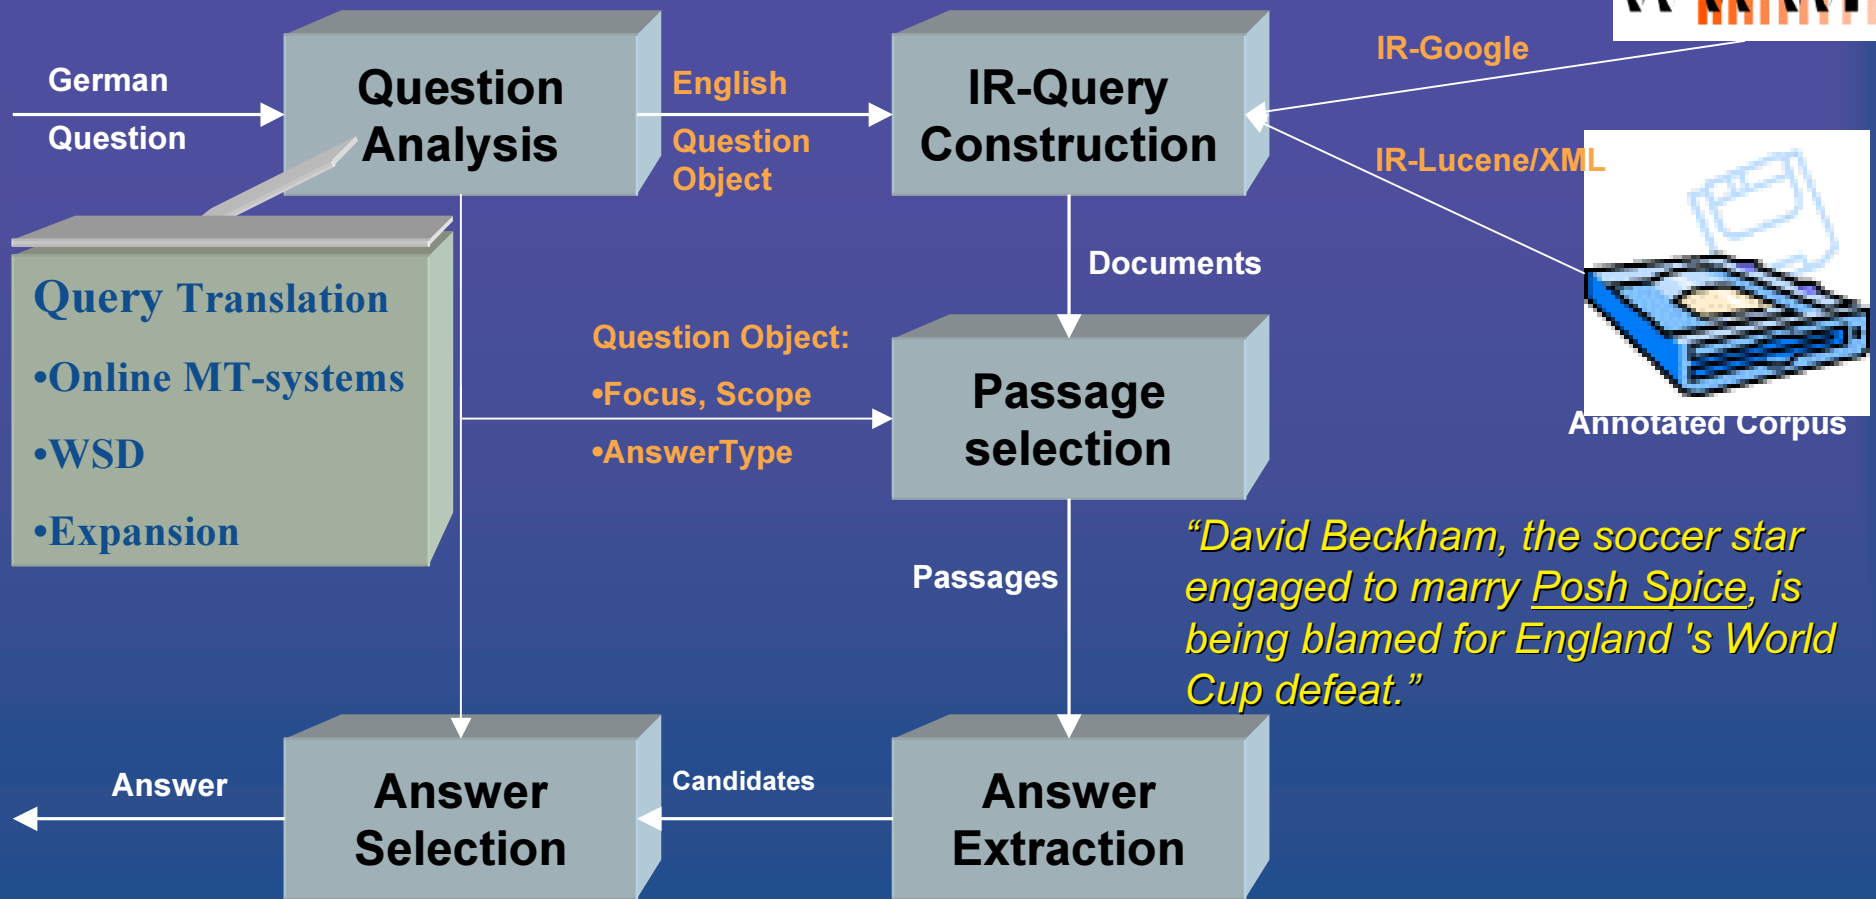 German
Question
Question
Analysis
English
Question
Object
IR-Query
Construction
IR-Google
IR-Lucene/XML
Annotated Corpus
Query Translation
•Online MT-systems
•WSD
•Expansion
Documents
Question Object:
•Focus, Scope
•AnswerType
Passage
selection
Passages
“David Beckham, the soccer star
engaged to marry Posh Spice, is
being blamed for England 's World
Cup defeat.”
Answer
Answer
Selection
Candidates
Answer
Extraction